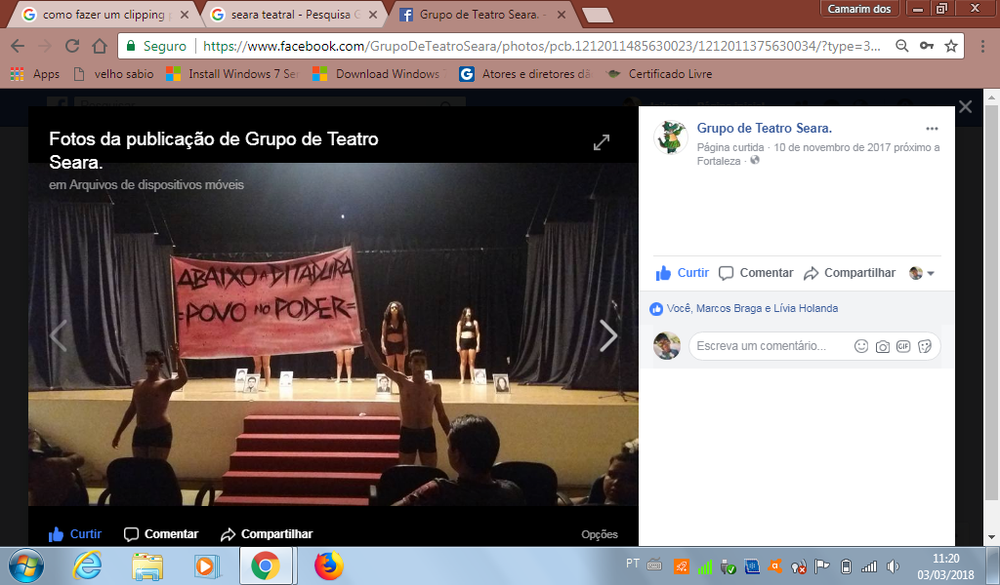 como fazer um clipping
seara teatral - Pesquisa G
Grupo de Teatro Seara. -
Camarim dos
Seguro
https://www.facebook.com/GrupoDeTeatroSeara/photos/pcb.1212011485630023/1212011375630034/?type=3...
Apps
velho sabio
Install Windows 7 Se
Download Windows
Atores e diretores dã
Certificado Livre
Fotos da publicação de Grupo de Teatro
Seara.
em Arquivos de dispositivos móveis
ABAIXO A DITADURA
=POVO NO PODER=
Curtir
Comentar
Compartilhar
Opções
Grupo de Teatro Seara.
Página curtida · 10 de novembro de 2017 próximo a
Fortaleza ·
Curtir
Comentar
Compartilhar
Você, Marcos Braga e Lívia Holanda
Escreva um comentário...
GIF
PT
11:20
03/03/2018